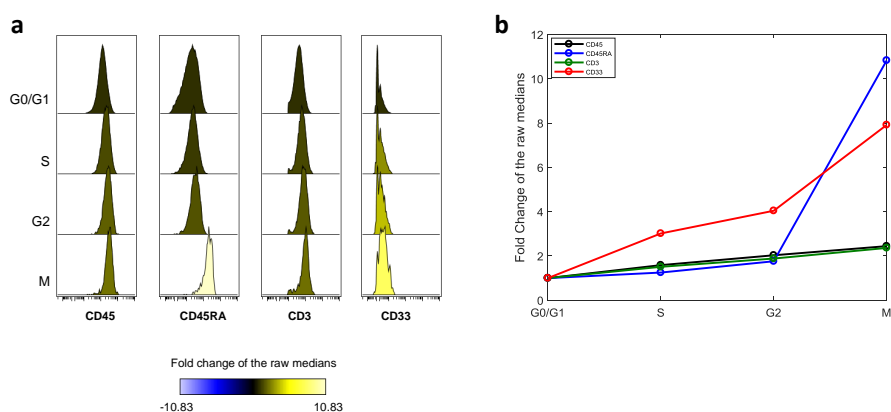 a
G0/G1
S
G2
M
CD45
CD45RA
CD3
CD33
Fold change of the raw medians
-10.83
10.83
b
12
10
8
6
4
2
0
Fold Change of the raw medians
CD45
CD45RA
CD3
CD33
G0/G1
S
G2
M